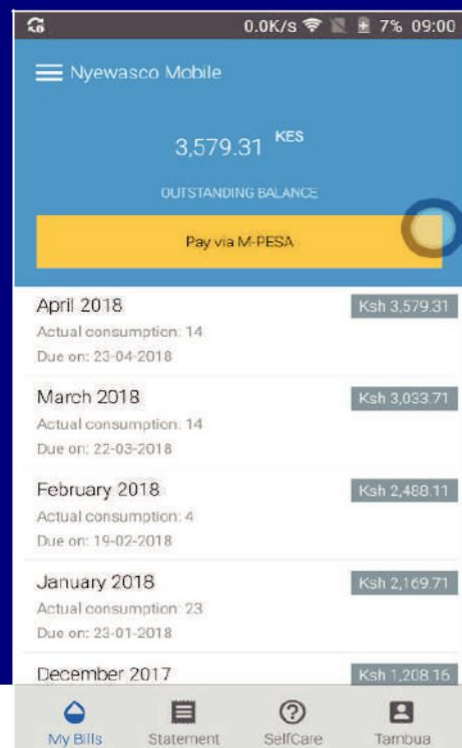 0.0K/s 7% 09:00
Nyewasco Mobile
3,579.31 KES
OUTSTANDING BALANCE
Pay via M-PESA
April 2018 Ksh 3,579.31
Actual consumption: 14
Due on: 23-04-2018
March 2018 Ksh 3,033.71
Actual consumption: 14
Due on: 22-03-2018
February 2018 Ksh 2,488.11
Actual consumption: 4
Due on: 19-02-2018
January 2018 Ksh 2,169.71
Actual consumption: 23
Due on: 23-01-2018
December 2017 Ksh 1,208.16
My Bills Statement SelfCare Tambua